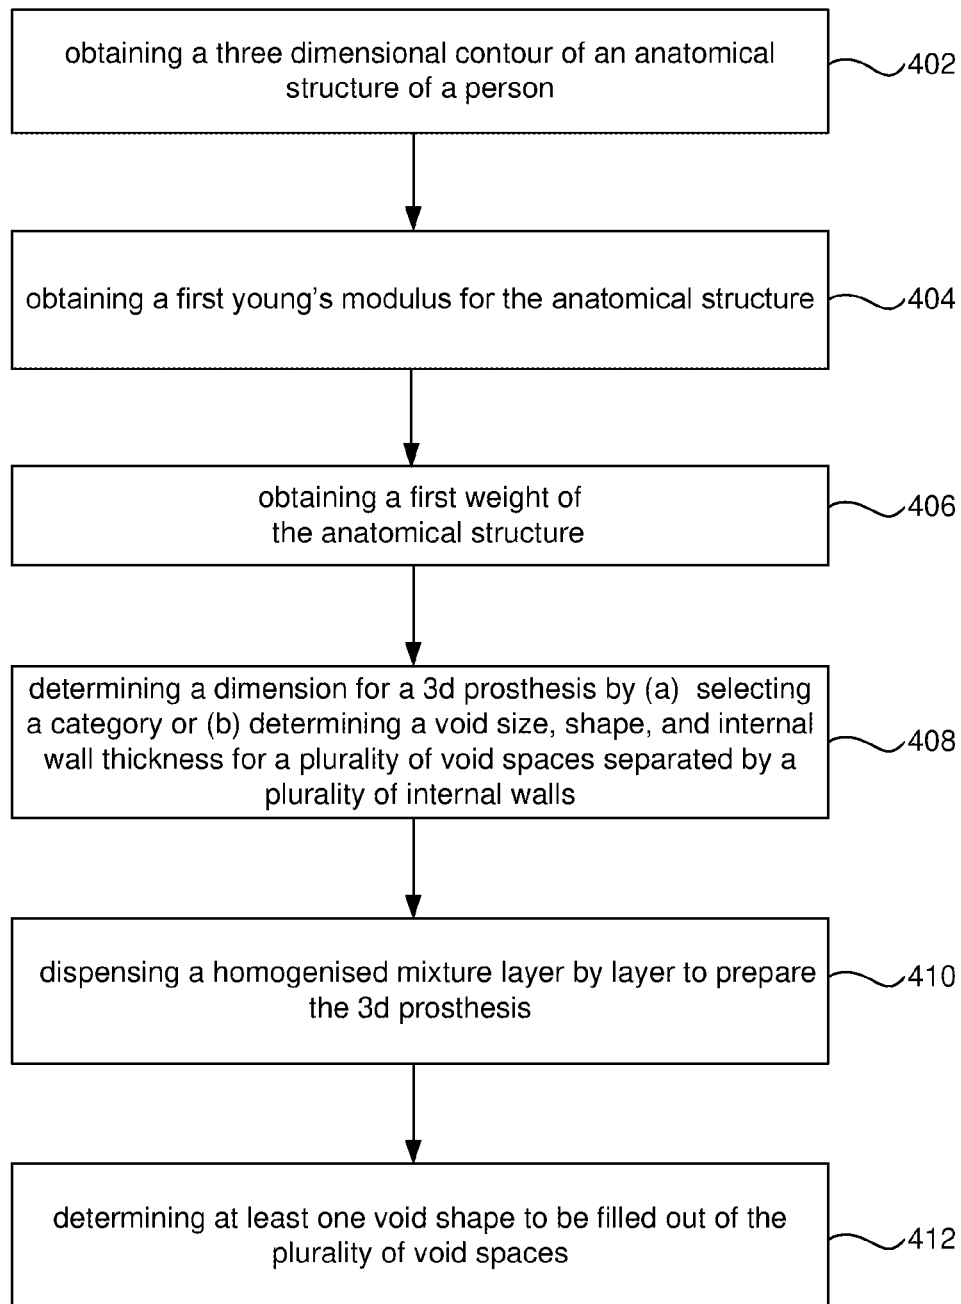 obtaining a three dimensional contour of an anatomical
structure of a person
402
obtaining a first young's modulus for the anatomical structure
404
obtaining a first weight of
the anatomical structure
406
determining a dimension for a 3d prosthesis by (a) selecting
a category or (b) determining a void size, shape, and internal
wall thickness for a plurality of void spaces separated by a
plurality of internal walls
408
dispensing a homogenised mixture layer by layer to prepare
the 3d prosthesis
410
determining at least one void shape to be filled out of the
plurality of void spaces
412